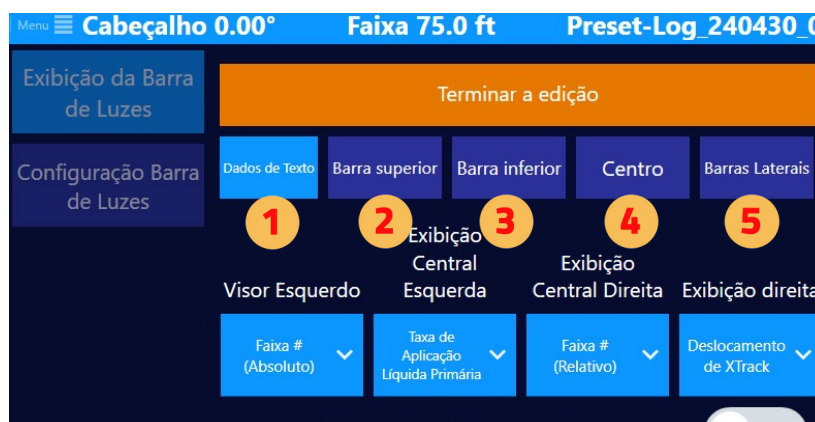 Menu Cabeçalho 0.00° Faixa 75.0 ft Preset-Log_240430_0
Exibição da Barra
de Luzes
Terminar a edição
Configuração Barra
de Luzes
Dados de Texto Barra superior Barra inferior Centro Barras Laterais
1 2 3 4 5
Visor Esquerdo
Exibição
Central
Esquerda
Exibição
Central Direita
Exibição direita
Faixa #
(Absoluto)
Taxa de
Aplicação
Líquida Primária
Faixa #
(Relativo)
Deslocamento
de XTrack